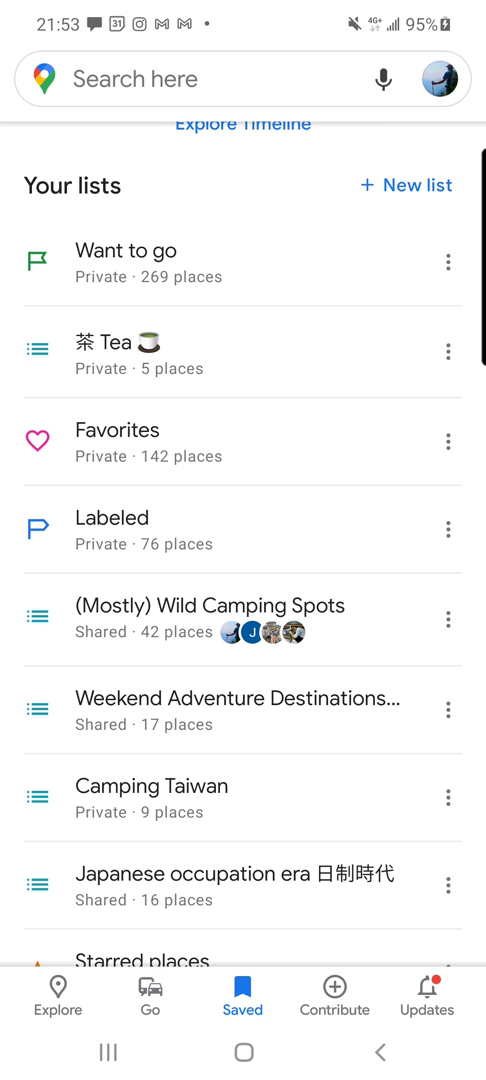 21:53 31 4G+ 95%
Search here
Explore Timeline
Your lists + New list
Want to go
Private · 269 places
茶 Tea 🍵
Private · 5 places
Favorites
Private · 142 places
Labeled
Private · 76 places
(Mostly) Wild Camping Spots
Shared · 42 places J
Weekend Adventure Destinations...
Shared · 17 places
Camping Taiwan
Private · 9 places
Japanese occupation era 日制時代
Shared · 16 places
Starred places
Explore Go Saved Contribute Updates